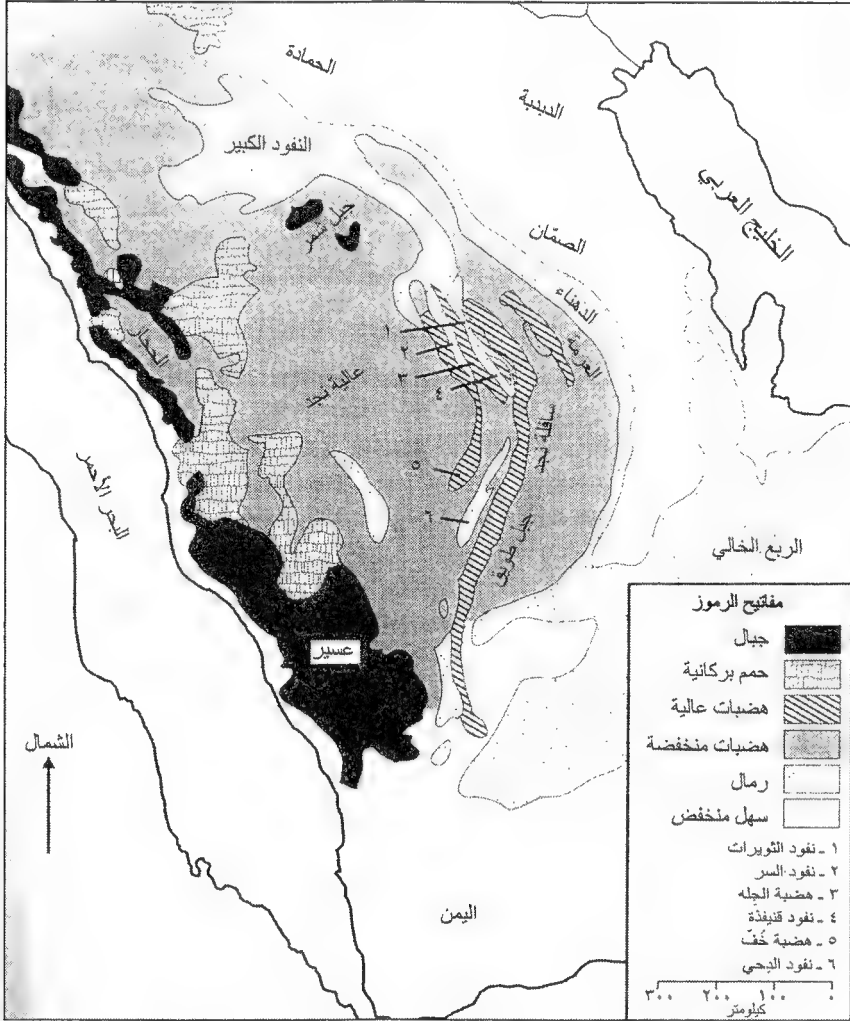 الحمادة
الدبدبة
النفود الكبير
الخليج العربي
جبل شمر
الصمّان
الدهناء
العرمة
١
٢
٣
٤
الحجاز
عالية نجد
سافلة نجد
٥
٦
البحر الأحمر
جبل طويق
الربع الخالي
عسير
الشمال
اليمن
مفاتيح الرموز
جبال
حمم بركانية
هضبات عالية
هضبات منخفضة
رمال
سهل منخفض
١ ـ نفود الثويرات
٢ ـ نفود السر
٣ ـ هضبة الجله
٤ ـ نفود قنيفذة
٥ ـ هضبة خُفّ
٦ ـ نفود الدحي
٣٠٠ ٢٠٠ ١٠٠ ٠
كيلومتر